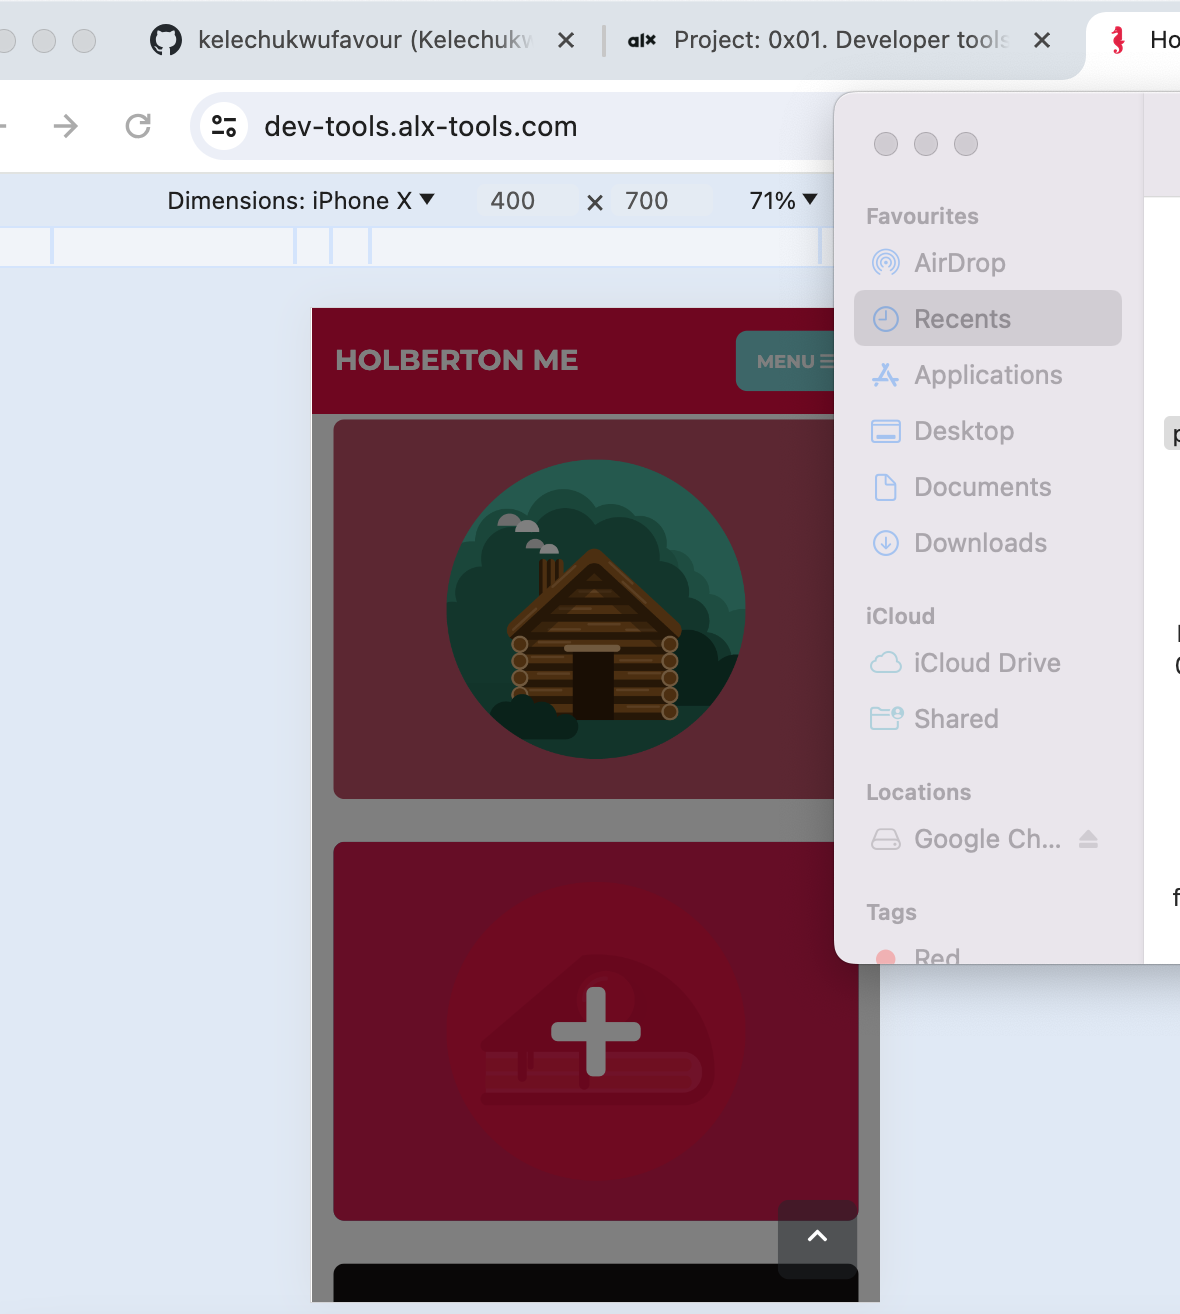 kelechukwufavour (Kelechukw
alx Project: 0x01. Developer tools
Ho
dev-tools.alx-tools.com
Dimensions: iPhone X 400 × 700 71%
HOLBERTON ME
MENU
Favourites
AirDrop
Recents
Applications
Desktop
Documents
Downloads
iCloud
iCloud Drive
Shared
Locations
Google Ch...
Tags
Red